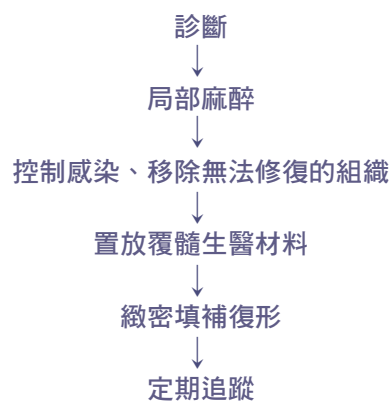 診斷
局部麻醉
控制感染、移除無法修復的組織
置放覆髓生醫材料
緻密填補復形
定期追蹤